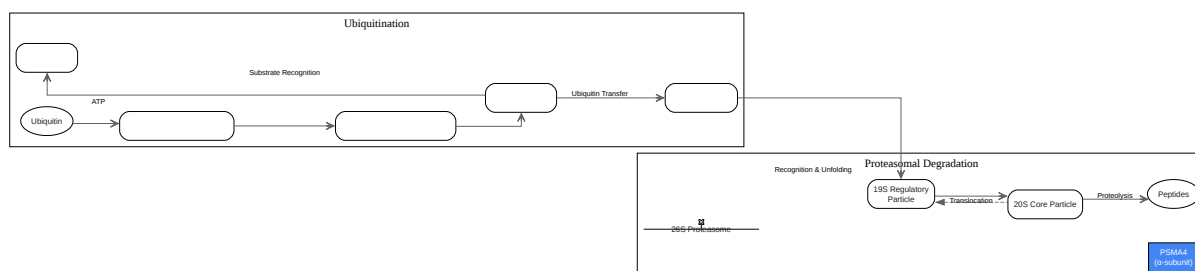 Ubiquitination
Substrate Recognition
ATP
Ubiquitin Transfer
Ubiquitin
Proteasomal Degradation
Recognition & Unfolding
19S Regulatory
Particle
Translocation
20S Core Particle
Proteolysis
Peptides
26S Proteasome
PSMA4
(α-subunit)